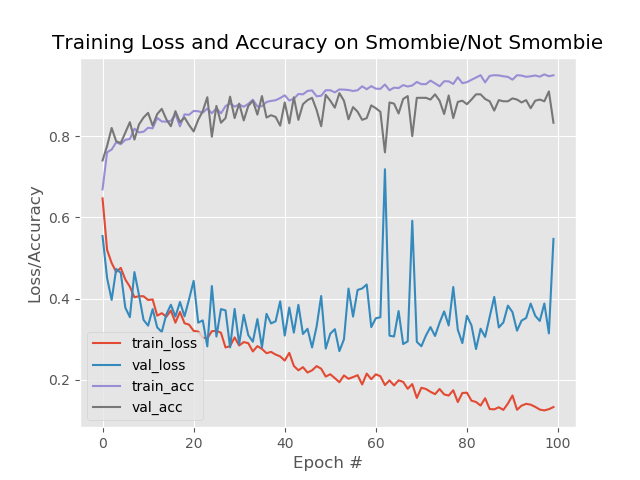 Training Loss and Accuracy on Smombie/Not Smombie
Loss/Accuracy
0.8
0.6
0.4
0.2
train_loss
val_loss
train_acc
val_acc
0 20 40 60 80 100
Epoch #